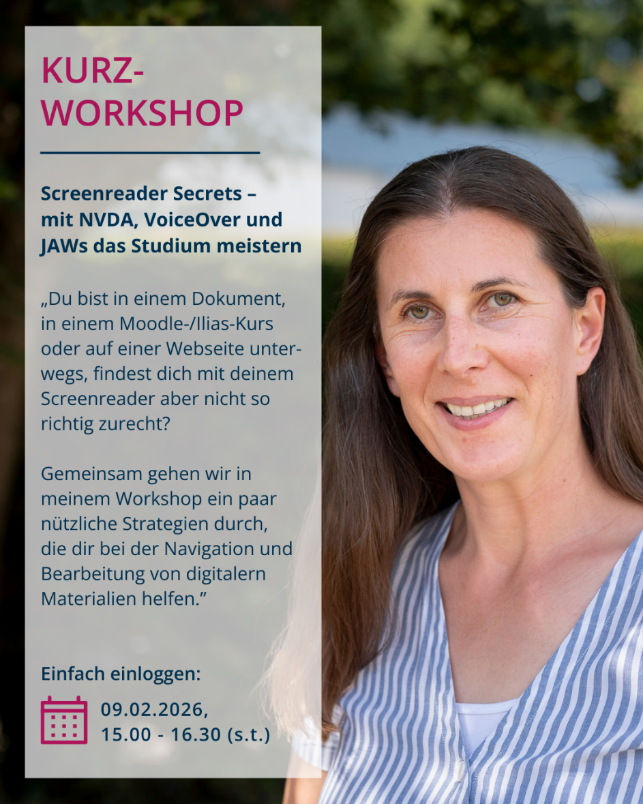 KURZ-
WORKSHOP
Screenreader Secrets –
mit NVDA, VoiceOver und
JAWs das Studium meistern
„Du bist in einem Dokument,
in einem Moodle-/Ilias-Kurs
oder auf einer Webseite unter-
wegs, findest dich mit deinem
Screenreader aber nicht so
richtig zurecht?
Gemeinsam gehen wir in
meinem Workshop ein paar
nützliche Strategien durch,
die dir bei der Navigation und
Bearbeitung von digitalern
Materialien helfen.”
Einfach einloggen:
09.02.2026,
15.00 - 16.30 (s.t.)